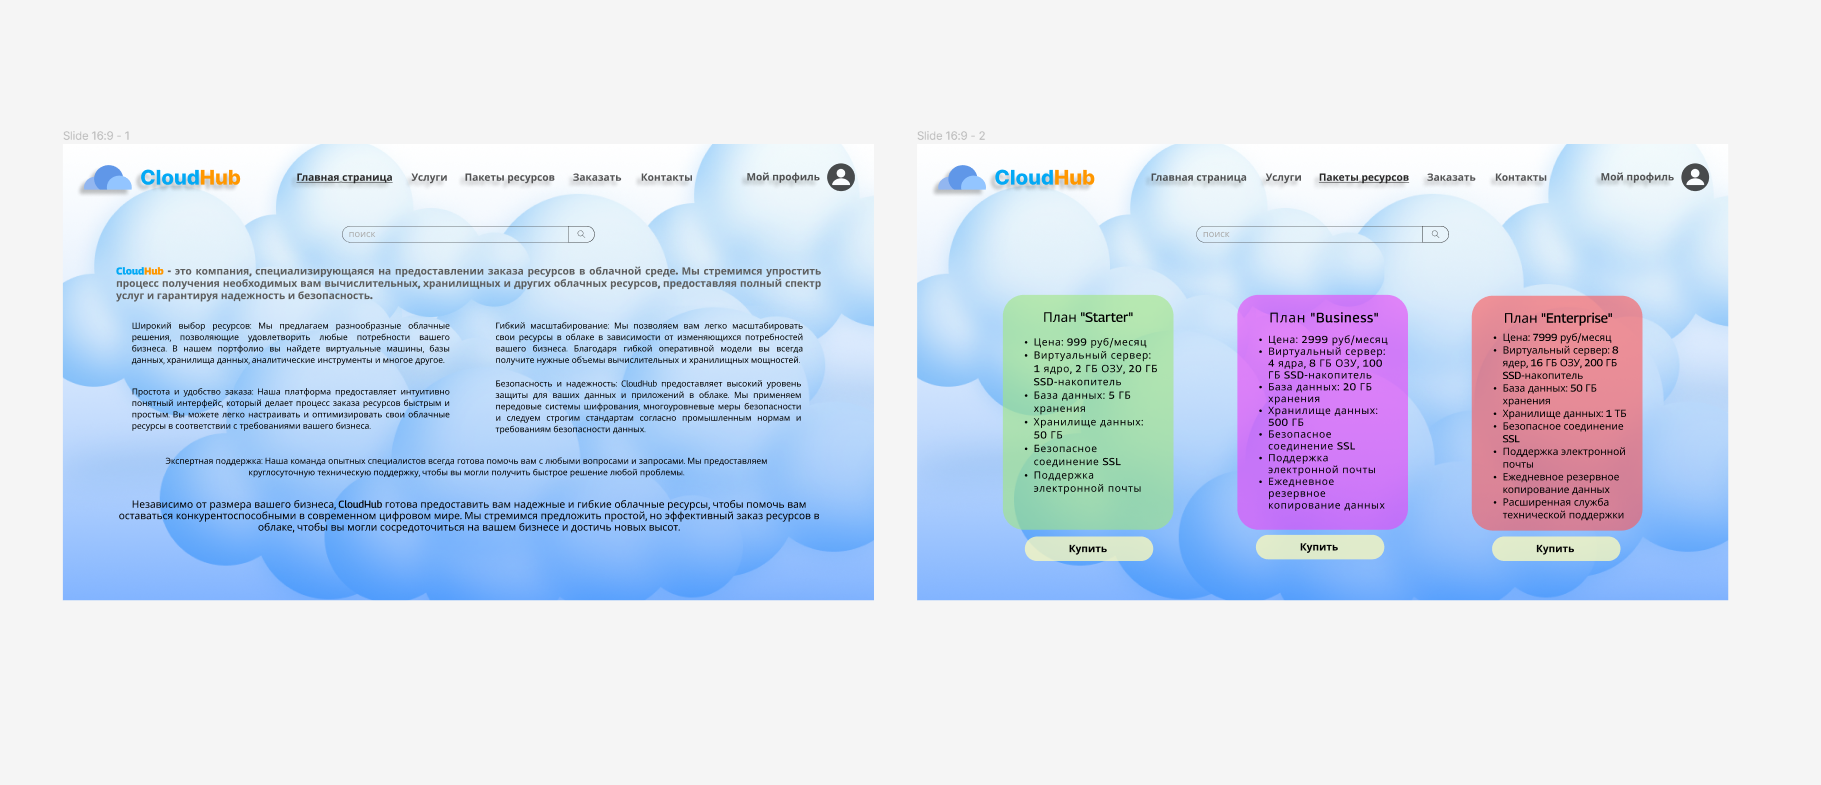 Slide 16:9 - 1
CloudHub
Главная страница
Услуги
Пакеты ресурсов
Заказать
Контакты
Мой профиль
поиск
CloudHub - это компания, специализирующаяся на предоставлении заказа ресурсов в облачной среде. Мы стремимся упростить
процесс получения необходимых вам вычислительных, хранилищных и других облачных ресурсов, предоставляя полный спектр
услуг и гарантируя надежность и безопасность.
Широкий выбор ресурсов: Мы предлагаем разнообразные облачные
решения, позволяющие удовлетворить любые потребности вашего
бизнеса. В нашем портфолио вы найдете виртуальные машины, базы
данных, хранилища данных, аналитические инструменты и многое другое.
Простота и удобство заказа: Наша платформа предоставляет интуитивно
понятный интерфейс, который делает процесс заказа ресурсов быстрым и
простым. Вы можете легко настраивать и оптимизировать свои облачные
ресурсы в соответствии с требованиями вашего бизнеса.
Гибкий масштабирование: Мы позволяем вам легко масштабировать
свои ресурсы в облаке в зависимости от изменяющихся потребностей
вашего бизнеса. Благодаря гибкой оперативной модели вы всегда
получите нужные объемы вычислительных и хранилищных мощностей.
Безопасность и надежность: CloudHub предоставляет высокий уровень
защиты для ваших данных и приложений в облаке. Мы применяем
передовые системы шифрования, многоуровневые меры безопасности
и следуем строгим стандартам согласно промышленным нормам и
требованиям безопасности данных.
Экспертная поддержка: Наша команда опытных специалистов всегда готова помочь вам с любыми вопросами и запросами. Мы предоставляем
круглосуточную техническую поддержку, чтобы вы могли получить быстрое решение любой проблемы.
Независимо от размера вашего бизнеса, CloudHub готова предоставить вам надежные и гибкие облачные ресурсы, чтобы помочь вам
оставаться конкурентоспособными в современном цифровом мире. Мы стремимся предложить простой, но эффективный заказ ресурсов в
облаке, чтобы вы могли сосредоточиться на вашем бизнесе и достичь новых высот.
Slide 16:9 - 2
CloudHub
Главная страница
Услуги
Пакеты ресурсов
Заказать
Контакты
Мой профиль
поиск
План "Starter"
• Цена: 999 руб/месяц
• Виртуальный сервер:
1 ядро, 2 ГБ ОЗУ, 20 ГБ
SSD-накопитель
• База данных: 5 ГБ
хранения
• Хранилище данных:
50 ГБ
• Безопасное
соединение SSL
• Поддержка
электронной почты
Купить
План "Business"
• Цена: 2999 руб/месяц
• Виртуальный сервер:
4 ядра, 8 ГБ ОЗУ, 100
ГБ SSD-накопитель
• База данных: 20 ГБ
хранения
• Хранилище данных:
500 ГБ
• Безопасное
соединение SSL
• Поддержка
электронной почты
• Ежедневное
резервное
копирование данных
Купить
План "Enterprise"
• Цена: 7999 руб/месяц
• Виртуальный сервер: 8
ядер, 16 ГБ ОЗУ, 200 ГБ
SSD-накопитель
• База данных: 50 ГБ
хранения
• Хранилище данных: 1 ТБ
• Безопасное соединение
SSL
• Поддержка электронной
почты
• Ежедневное резервное
копирование данных
• Расширенная служба
технической поддержки
Купить